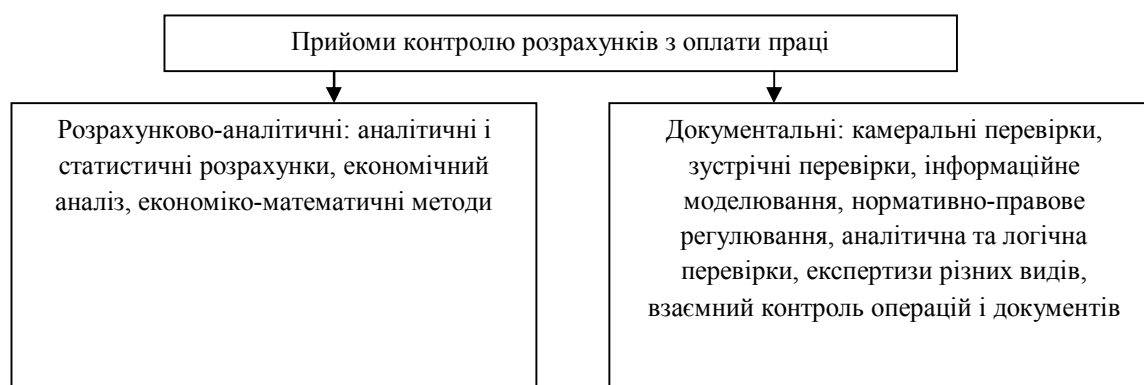 Прийоми контролю розрахунків з оплати праці
Розрахунково-аналітичні: аналітичні і
статистичні розрахунки, економічний
аналіз, економіко-математичні методи
Документальні: камеральні перевірки,
зустрічні перевірки, інформаційне
моделювання, нормативно-правове
регулювання, аналітична та логічна
перевірки, експертизи різних видів,
взаємний контроль операцій і документів